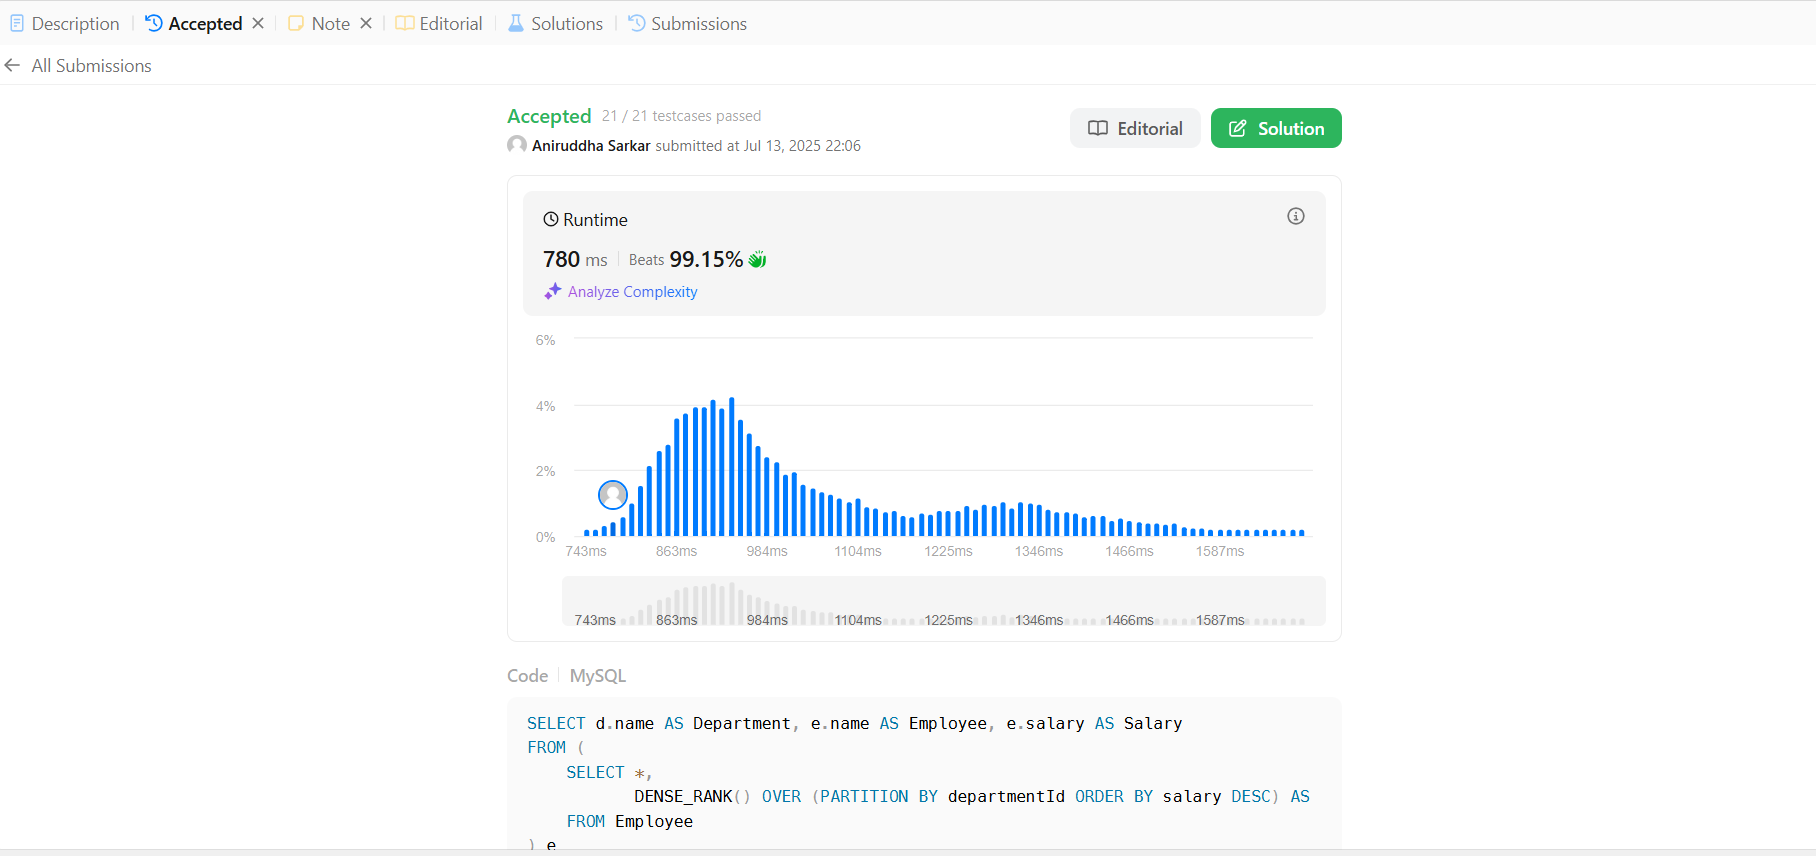 Description Accepted Note Editorial Solutions Submissions
All Submissions
Accepted 21 / 21 testcases passed
Aniruddha Sarkar submitted at Jul 13, 2025 22:06
Editorial
Solution
Runtime
780 ms Beats 99.15%
Analyze Complexity
6%
4%
2%
0%
743ms 863ms 984ms 1104ms 1225ms 1346ms 1466ms 1587ms
743ms 863ms 984ms 1104ms 1225ms 1346ms 1466ms 1587ms
Code MySQL
SELECT d.name AS Department, e.name AS Employee, e.salary AS Salary
FROM (
SELECT *,
DENSE_RANK() OVER (PARTITION BY departmentId ORDER BY salary DESC) AS
FROM Employee
) e